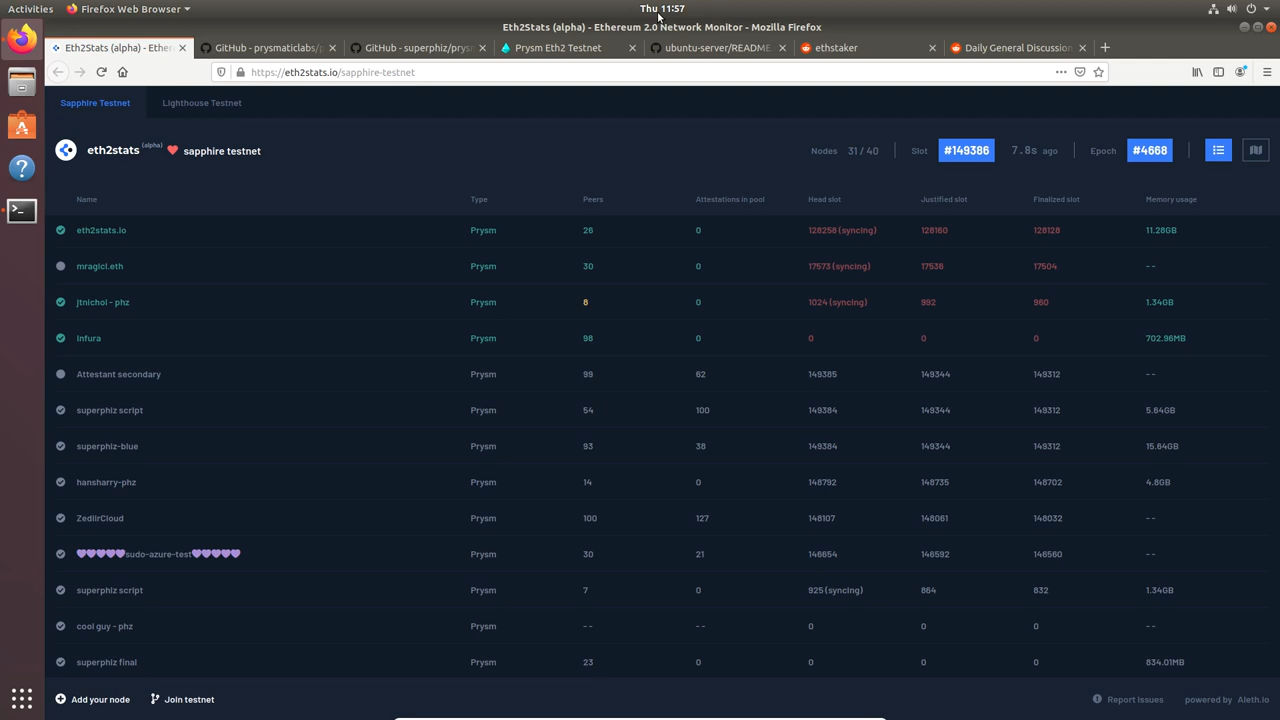 Activities Firefox Web Browser Thu 11:57
Eth2Stats (alpha) - Ethereum 2.0 Network Monitor - Mozilla Firefox
Eth2Stats (alpha) - Ether GitHub - prysmaticlabs/p GitHub - superphiz/prysm Prysm Eth2 Testnet ubuntu-server/README. ethstaker Daily General Discussion
https://eth2stats.io/sapphire-testnet
Sapphire Testnet Lighthouse Testnet
eth2stats (alpha) ❤ sapphire testnet Nodes 31 / 40 Slot #149386 7.8s ago Epoch #4668
Name Type Peers Attestations in pool Head slot Justified slot Finalized slot Memory usage
eth2stats.io Prysm 26 0 128258 (syncing) 128160 128128 11.28GB
mragicl.eth Prysm 30 0 17573 (syncing) 17536 17504 --
jtnichol - phz Prysm 8 0 1024 (syncing) 992 960 1.34GB
Infura Prysm 98 0 0 0 0 702.96MB
Attestant secondary Prysm 99 62 149385 149344 149312 --
superphiz script Prysm 54 100 149384 149344 149312 5.64GB
superphiz-blue Prysm 93 38 149384 149344 149312 15.64GB
hansharry-phz Prysm 14 0 148792 148735 148702 4.8GB
ZedlirCloud Prysm 100 127 148107 148061 148032 --
💜💜💜💜💜sudo-azure-test💜💜💜💜💜 Prysm 30 21 146654 146592 146560 --
superphiz script Prysm 7 0 925 (syncing) 864 832 1.34GB
cool guy - phz Prysm -- -- 0 0 0 --
superphiz final Prysm 23 0 0 0 0 834.01MB
Add your node Join testnet Report Issues powered by Aleth.io